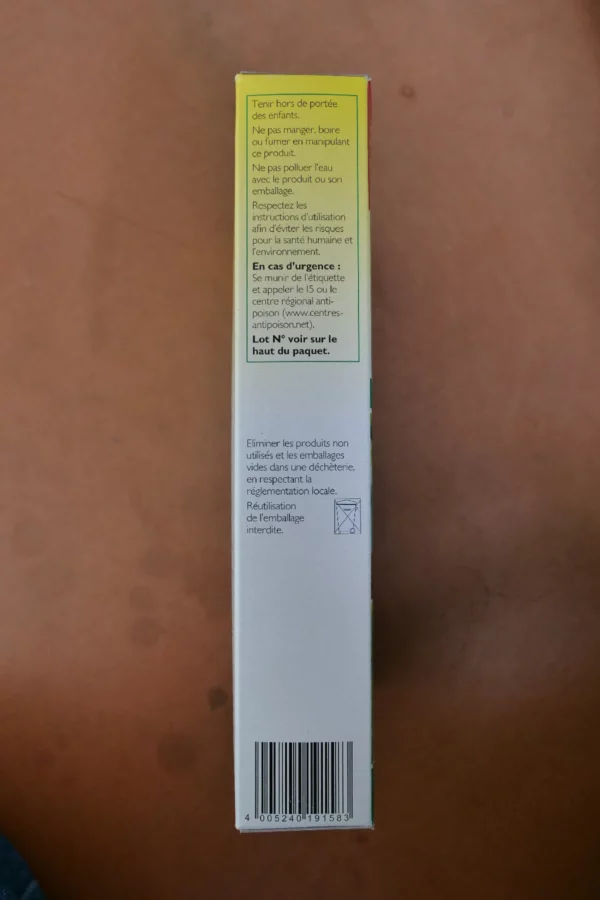 Tenir hors de portée
des enfants.
Ne pas manger, boire
ou fumer en manipulant
ce produit.
Ne pas polluer l'eau
avec le produit ou son
emballage.
Respectez les
instructions d'utilisation
afin d'éviter les risques
pour la santé humaine et
l'environnement.
En cas d'urgence :
Se munir de l'étiquette
et appeler le 15 ou le
centre régional anti-
poison (www.centres-
antipoison.net).
Lot N° voir sur le
haut du paquet.
Eliminer les produits non
utilisés et les emballages
vides dans une déchèterie,
en respectant la
réglementation locale.
Réutilisation
de l'emballage
interdite.
4 005240 191583